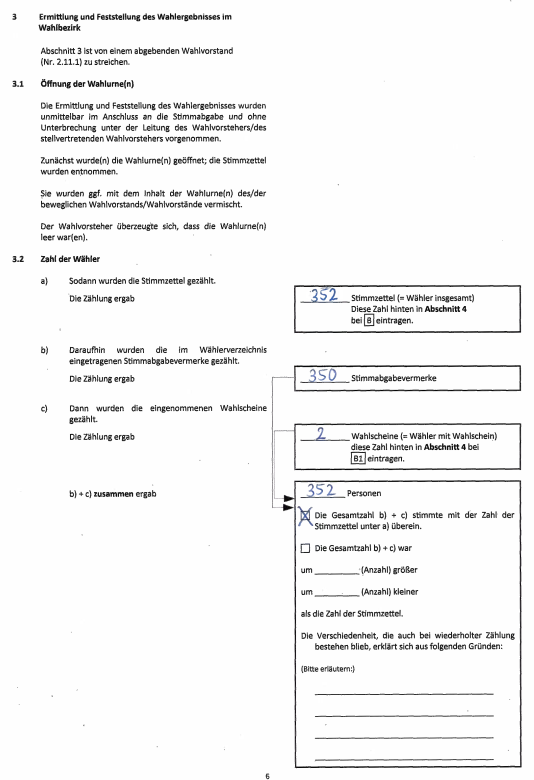 3 Ermittlung und Feststellung des Wahlergebnisses im
Wahlbezirk
Abschnitt 3 ist von einem abgebenden Wahlvorstand
(Nr. 2.11.1) zu streichen.
3.1 Öffnung der Wahlurne(n)
Die Ermittlung und Feststellung des Wahlergebnisses wurden
unmittelbar im Anschluss an die Stimmabgabe und ohne
Unterbrechung unter der Leitung des Wahlvorstehers/des
stellvertretenden Wahlvorstehers vorgenommen.
Zunächst wurde(n) die Wahlurne(n) geöffnet; die Stimmzettel
wurden entnommen.
Sie wurden ggf. mit dem Inhalt der Wahlurne(n) des/der
beweglichen Wahlvorstands/Wahlvorstände vermischt.
Der Wahlvorsteher überzeugte sich, dass die Wahlurne(n)
leer war(en).
3.2 Zahl der Wähler
a) Sodann wurden die Stimmzettel gezählt.
Die Zählung ergab
352 Stimmzettel (= Wähler insgesamt)
Diese Zahl hinten in Abschnitt 4
bei B eintragen.
b) Daraufhin wurden die im Wählerverzeichnis
eingetragenen Stimmabgabevermerke gezählt.
Die Zählung ergab
350 Stimmabgabevermerke
c) Dann wurden die eingenommenen Wahlscheine
gezählt.
Die Zählung ergab
2 Wahlscheine (= Wähler mit Wahlschein)
diese Zahl hinten in Abschnitt 4 bei
B1 eintragen.
b) + c) zusammen ergab
352 Personen
X Die Gesamtzahl b) + c) stimmte mit der Zahl der
Stimmzettel unter a) überein.
Die Gesamtzahl b) + c) war
um ________ (Anzahl) größer
um ________ (Anzahl) kleiner
als die Zahl der Stimmzettel.
Die Verschiedenheit, die auch bei wiederholter Zählung
bestehen blieb, erklärt sich aus folgenden Gründen:
(Bitte erläutern:)
6